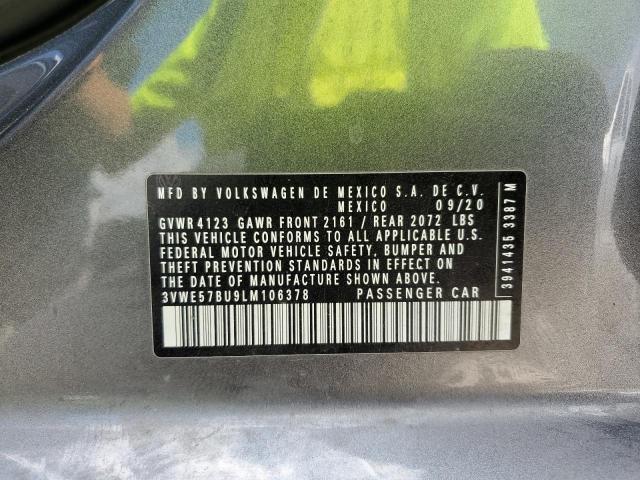 MFD BY VOLKSWAGEN DE MEXICO S.A. DE C.V.
MEXICO 09/20
GVWR 4123 GAWR FRONT 2161 / REAR 2072 LBS
THIS VEHICLE CONFORMS TO ALL APPLICABLE U.S.
FEDERAL MOTOR VEHICLE SAFETY, BUMPER AND
THEFT PREVENTION STANDARDS IN EFFECT ON
THE DATE OF MANUFACTURE SHOWN ABOVE.
3VWE57BU9LM106378 PASSENGER CAR
3941435 3387 M